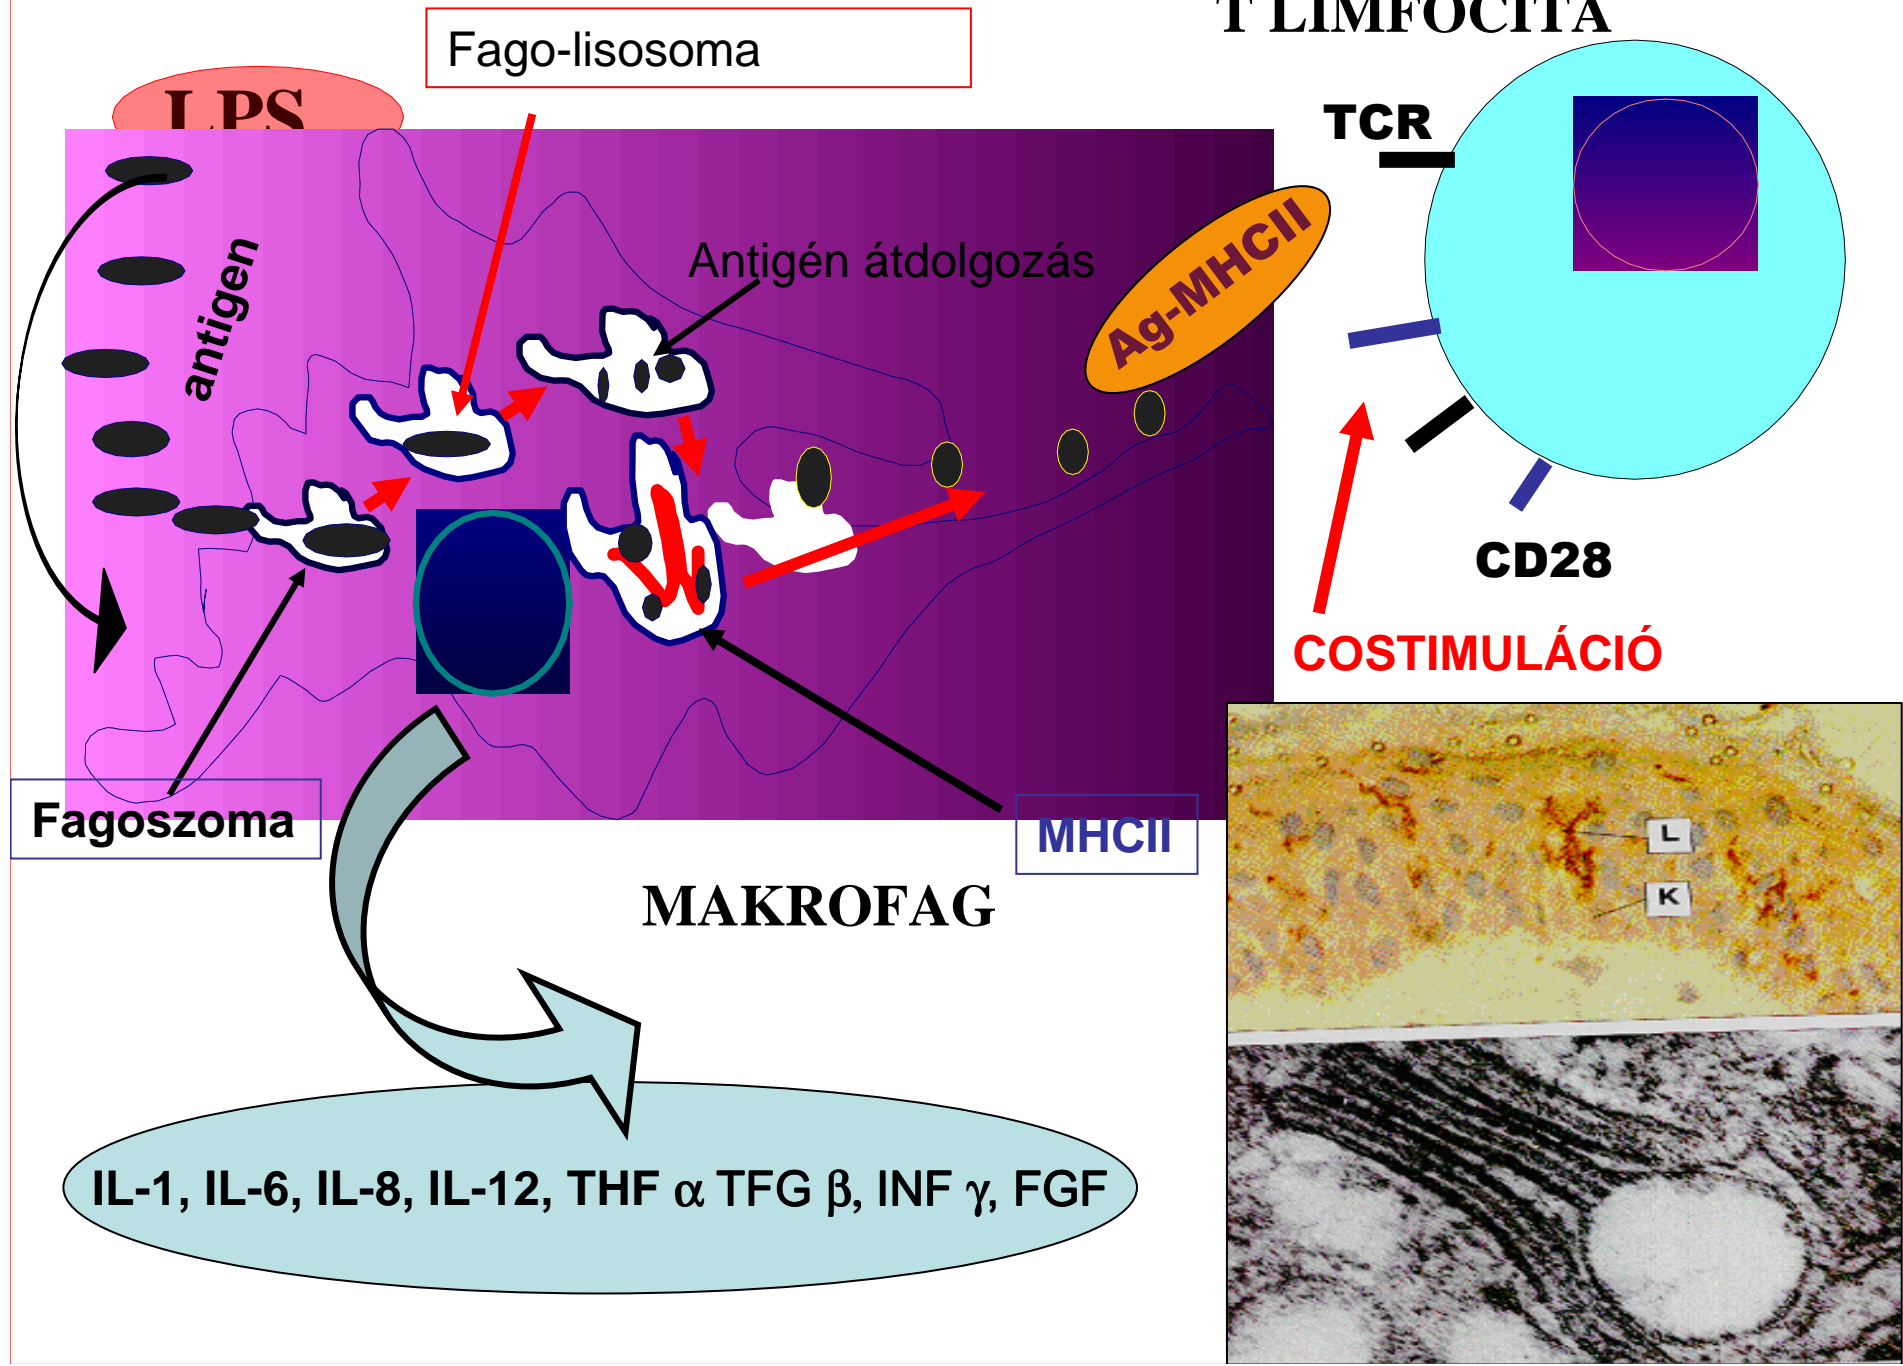 T LIMFOCITA
Fago-lisosoma
LPS
TCR
antigen
Antigén átdolgozás
Ag-MHCII
CD28
COSTIMULÁCIÓ
Fagoszoma
MHCII
L
K
MAKROFAG
IL-1, IL-6, IL-8, IL-12, THF α TFG β, INF γ, FGF